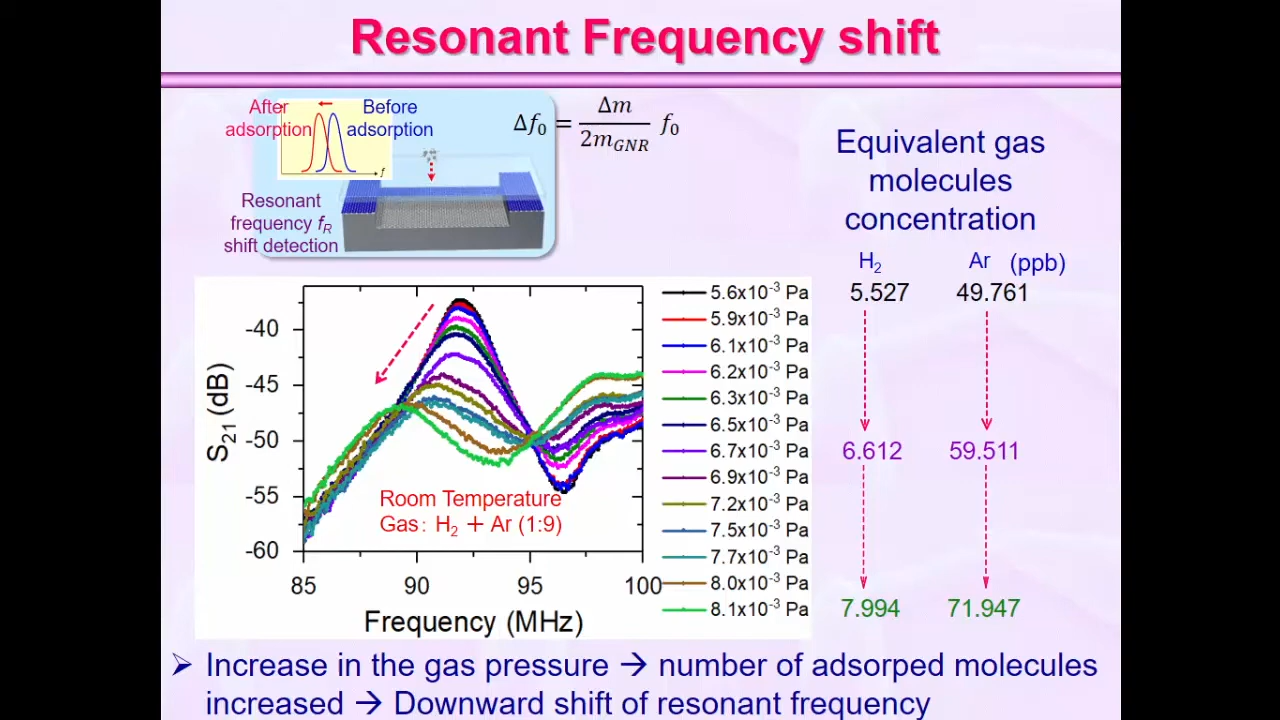 Resonant Frequency shift
After
adsorption
Before
adsorption
f
Resonant
frequency fR
shift detection
Δf₀ = Δm / 2m_GNR f₀
Equivalent gas
molecules
concentration
H₂ Ar (ppb)
5.527 49.761
6.612 59.511
7.994 71.947
S₂₁ (dB)
-40
-45
-50
-55
-60
85 90 95 100
Frequency (MHz)
Room Temperature
Gas: H₂ + Ar (1:9)
5.6x10⁻³ Pa
5.9x10⁻³ Pa
6.1x10⁻³ Pa
6.2x10⁻³ Pa
6.3x10⁻³ Pa
6.5x10⁻³ Pa
6.7x10⁻³ Pa
6.9x10⁻³ Pa
7.2x10⁻³ Pa
7.5x10⁻³ Pa
7.7x10⁻³ Pa
8.0x10⁻³ Pa
8.1x10⁻³ Pa
➢ Increase in the gas pressure → number of adsorped molecules
increased → Downward shift of resonant frequency